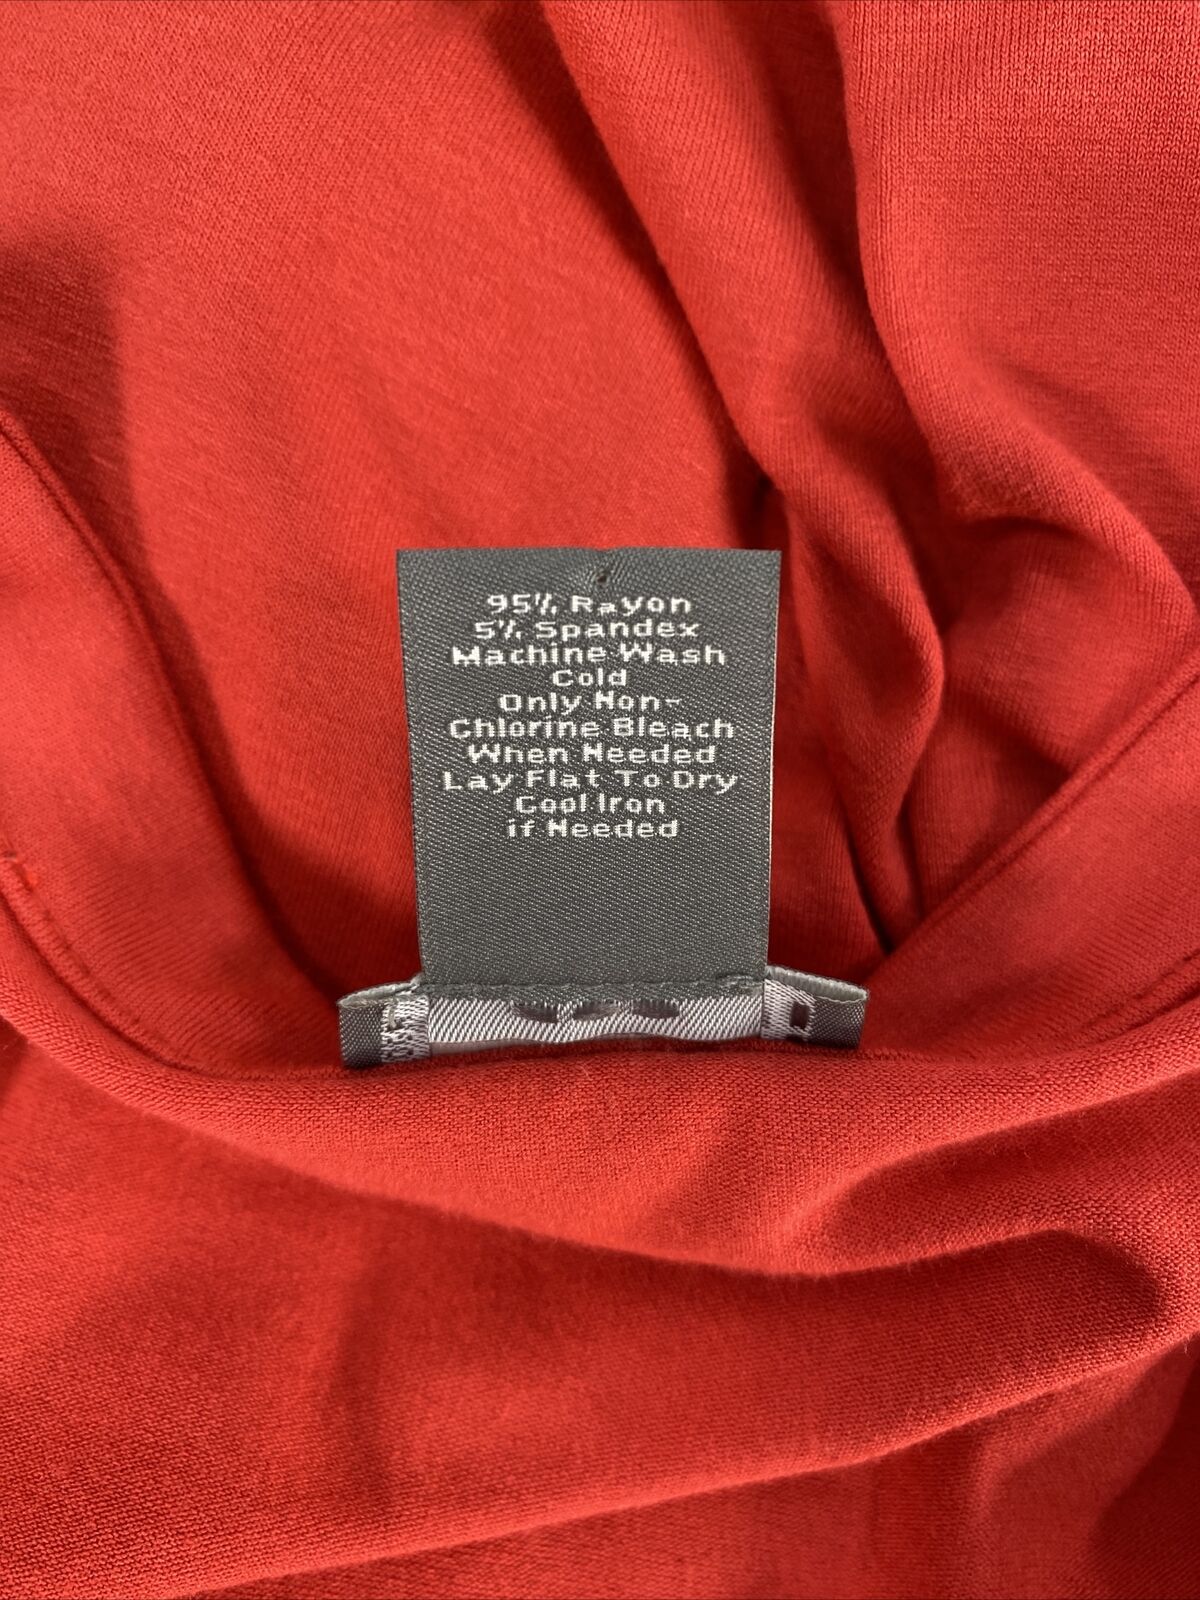 95% Rayon
5% Spandex
Machine Wash
Cold
Only Non-
Chlorine Bleach
When Needed
Lay Flat To Dry
Cool Iron
if Needed